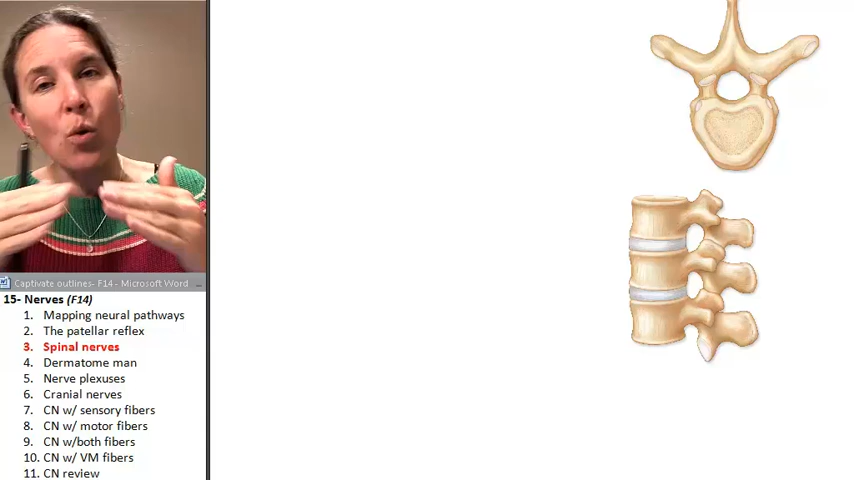 Captivate outlines- F14 - Microsoft Word
15- Nerves (F14)
1. Mapping neural pathways
2. The patellar reflex
3. Spinal nerves
4. Dermatome man
5. Nerve plexuses
6. Cranial nerves
7. CN w/ sensory fibers
8. CN w/ motor fibers
9. CN w/both fibers
10. CN w/ VM fibers
11. CN review